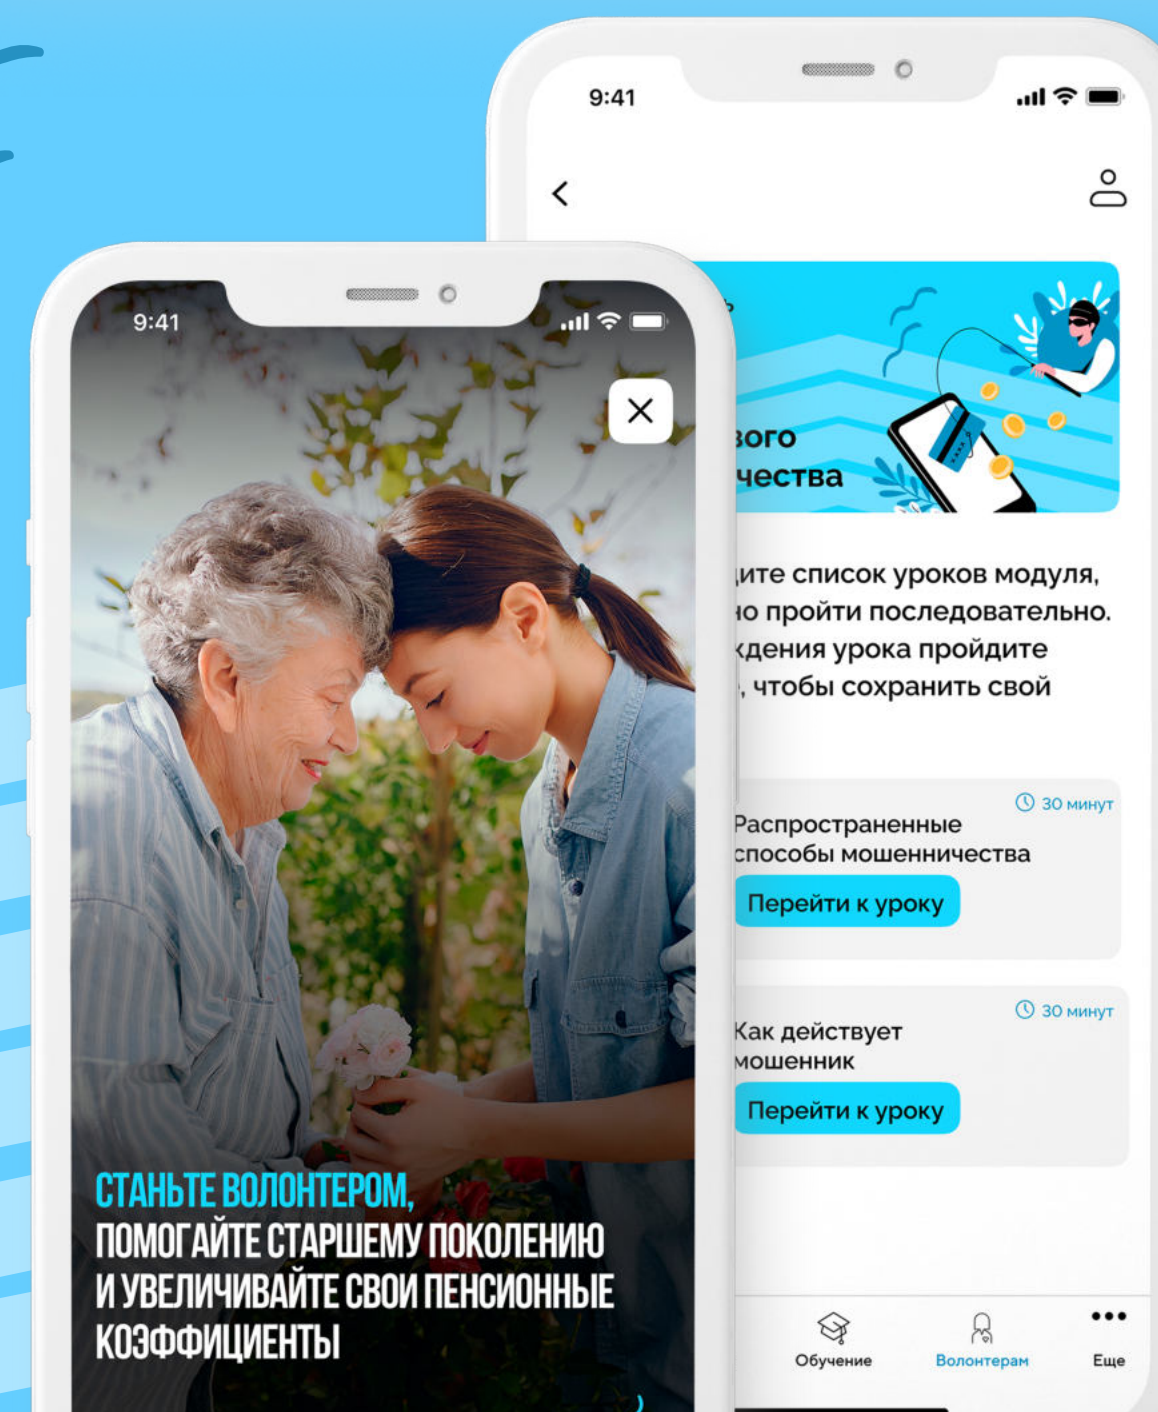 9:41
СТАНЬТЕ ВОЛОНТЕРОМ,
ПОМОГАЙТЕ СТАРШЕМУ ПОКОЛЕНИЮ
И УВЕЛИЧИВАЙТЕ СВОИ ПЕНСИОННЫЕ
КОЭФФИЦИЕНТЫ
9:41
вого
чества
ите список уроков модуля,
но пройти последовательно.
ждения урока пройдите
, чтобы сохранить свой
30 минут
Распространенные
способы мошенничества
Перейти к уроку
30 минут
Как действует
мошенник
Перейти к уроку
Обучение
Волонтерам
Еще